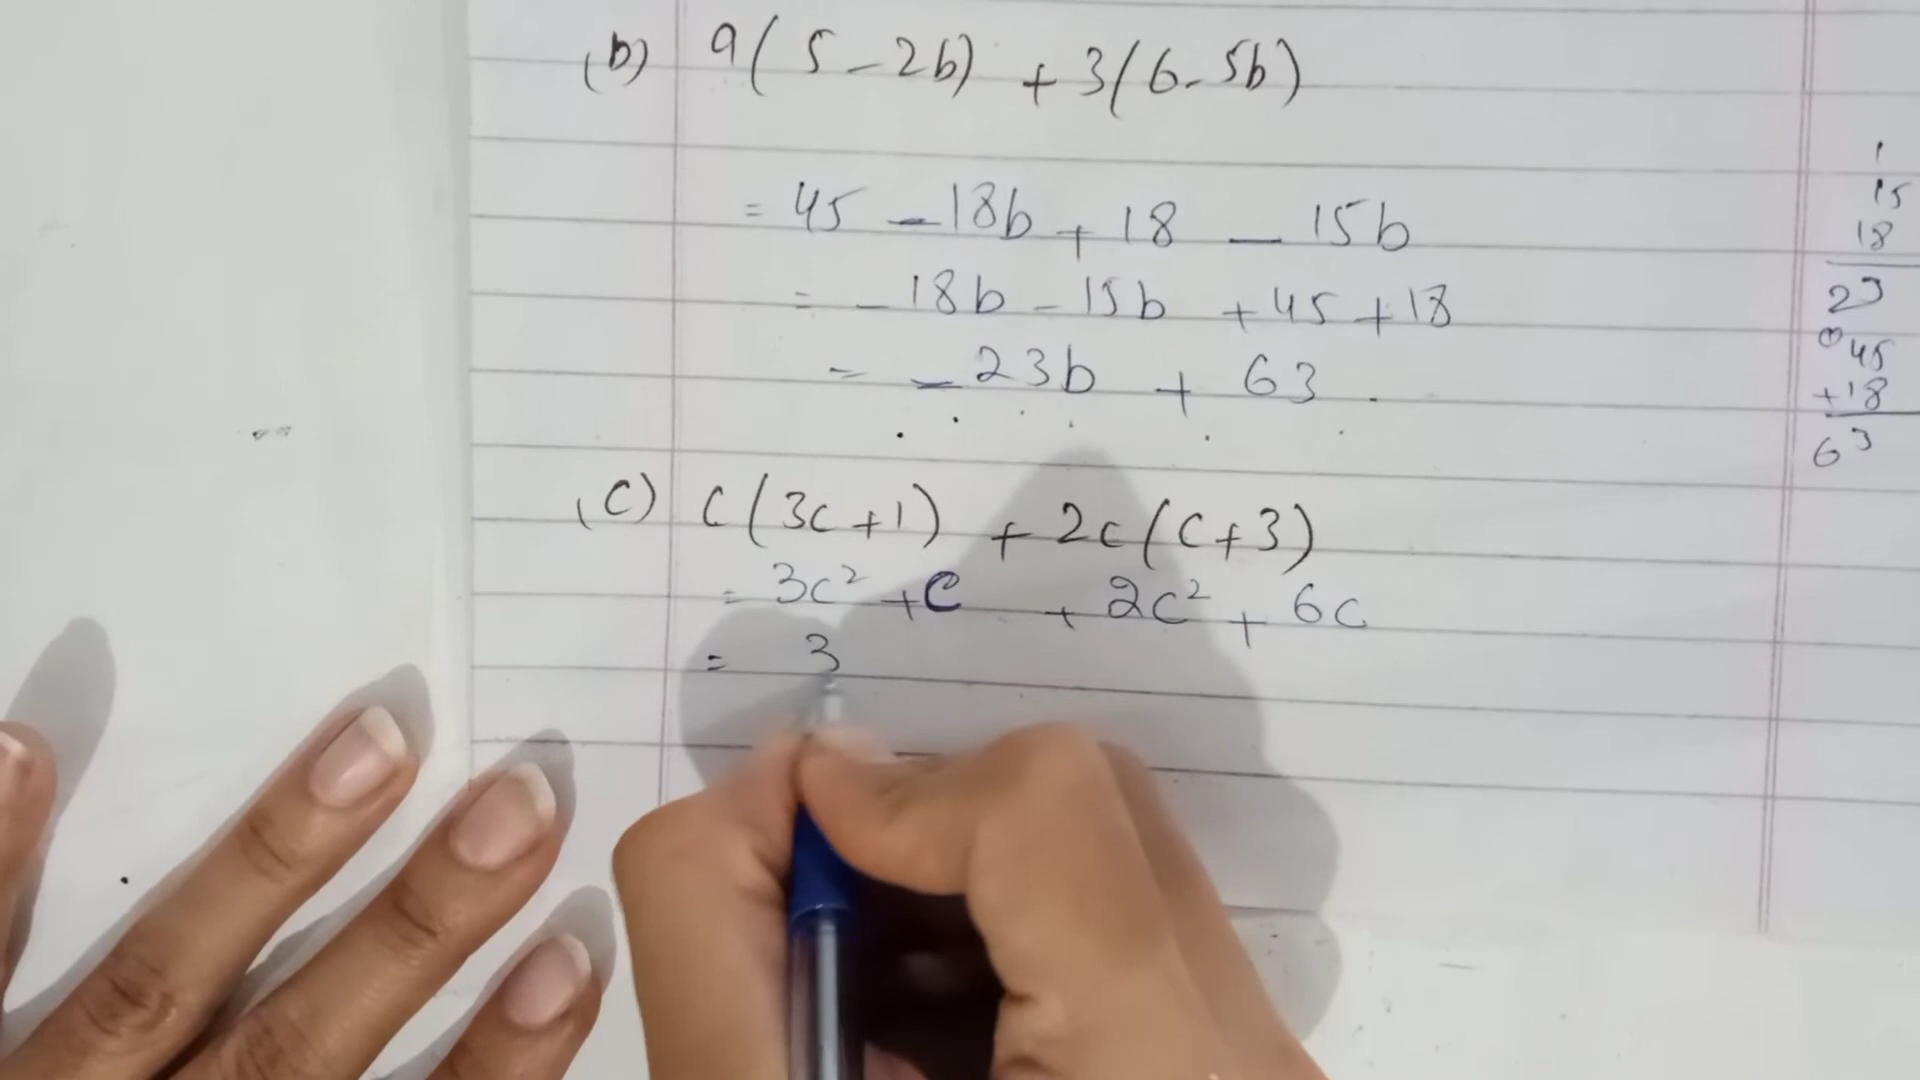 (b) 9(5-2b) +3(6-5b)
= 45 -18b + 18 - 15b
= -18b - 15b +45+18
= -23b + 63 .
(C) c(3c+1) + 2c(c+3)
= 3c² +c + 2c² + 6c
= 3
1
15
18
23
45
+18
63